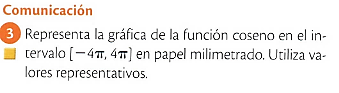 Comunicación
3 Representa la gráfica de la función coseno en el in-
tervalo [−4π, 4π] en papel milimetrado. Utiliza va-
lores representativos.